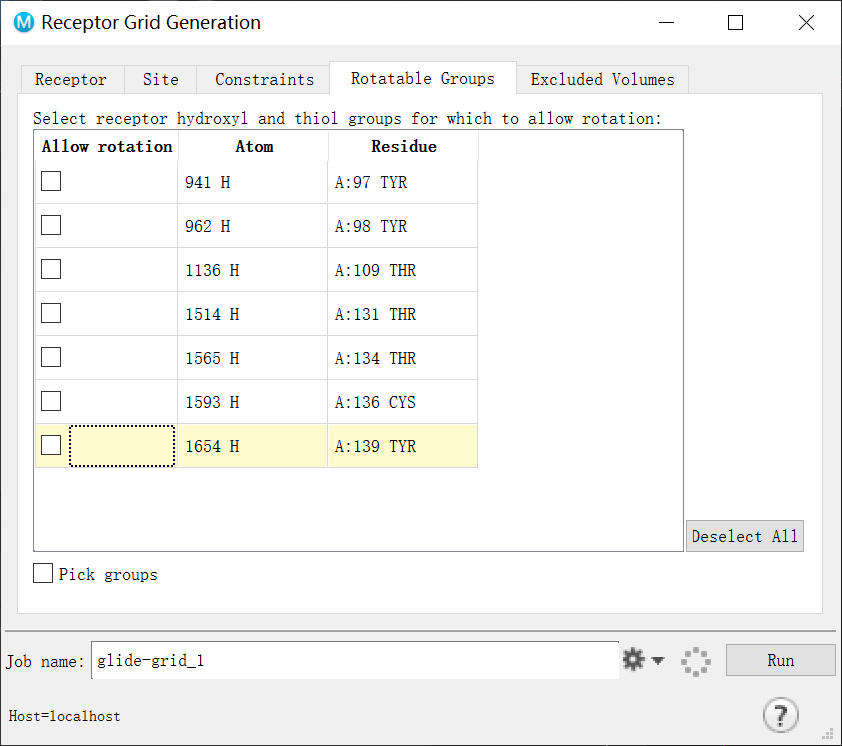 M Receptor Grid Generation
Receptor Site Constraints Rotatable Groups Excluded Volumes
Select receptor hydroxyl and thiol groups for which to allow rotation:
Allow rotation Atom Residue
941 H A:97 TYR
962 H A:98 TYR
1136 H A:109 THR
1514 H A:131 THR
1565 H A:134 THR
1593 H A:136 CYS
1654 H A:139 TYR
Deselect All
Pick groups
Job name: glide-grid_1 Run
Host=localhost ?